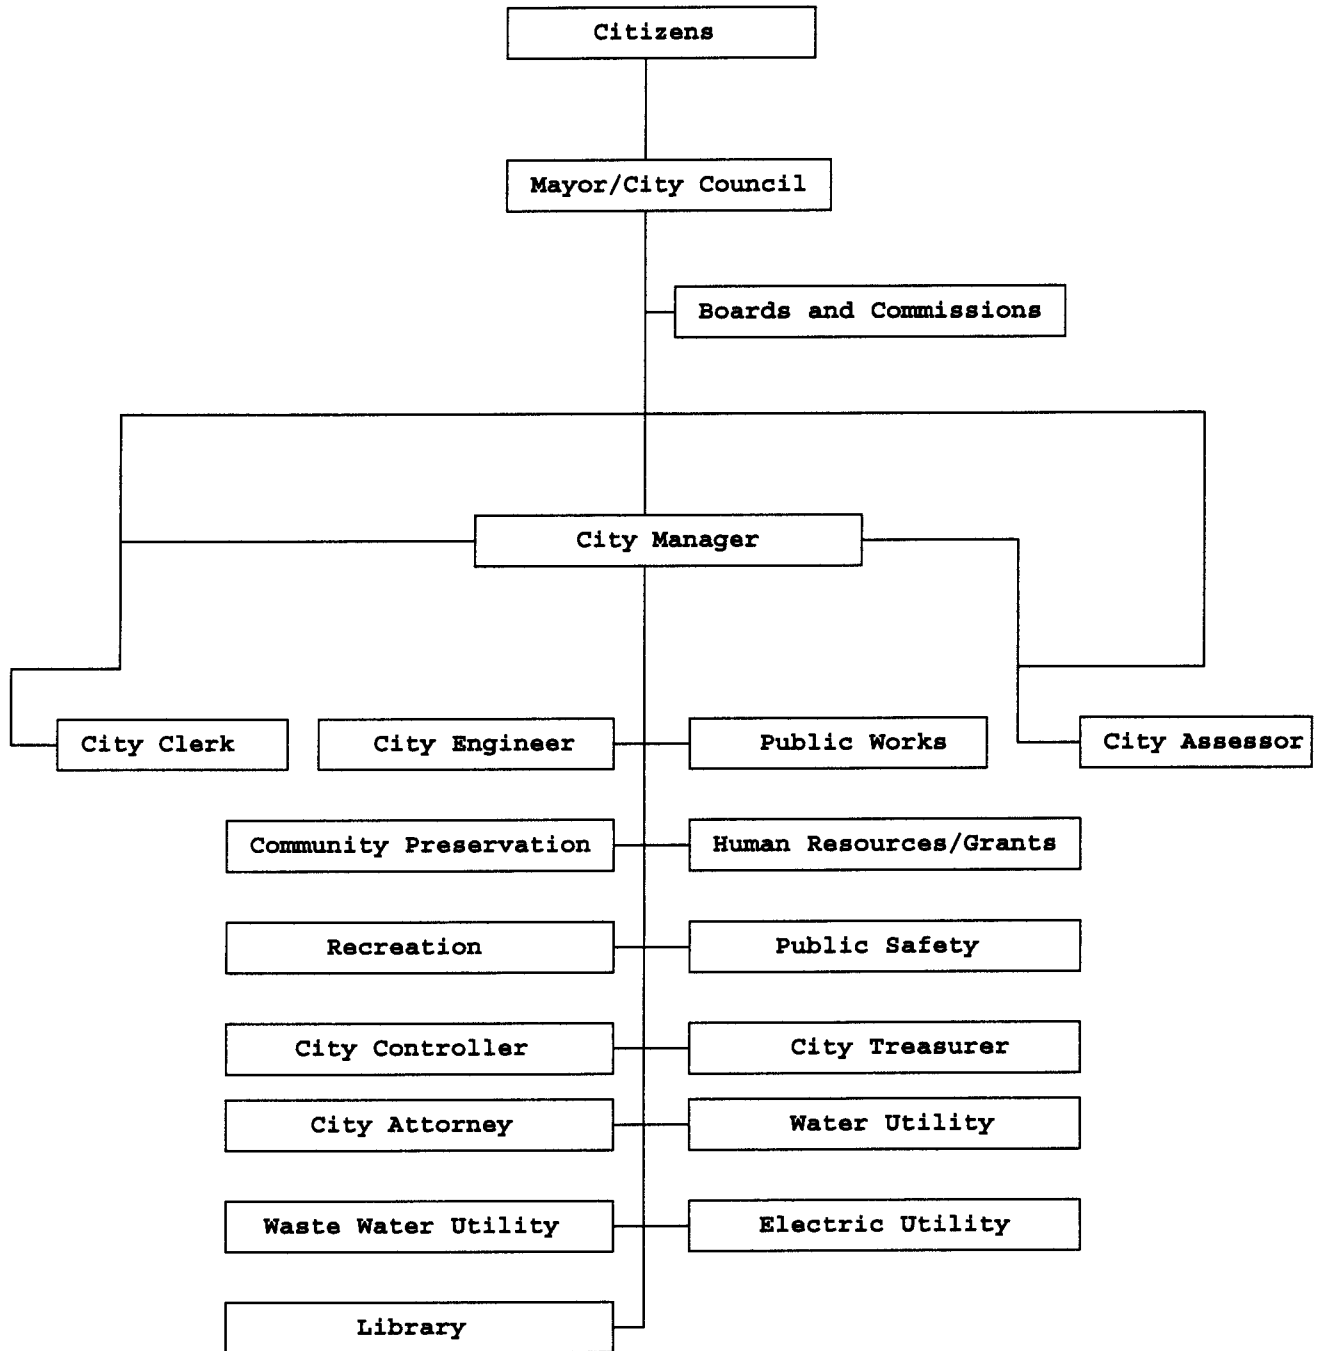 Citizens
Mayor/City Council
Boards and Commissions
City Manager
City Clerk
City Engineer
Public Works
City Assessor
Community Preservation
Human Resources/Grants
Recreation
Public Safety
City Controller
City Treasurer
City Attorney
Water Utility
Waste Water Utility
Electric Utility
Library